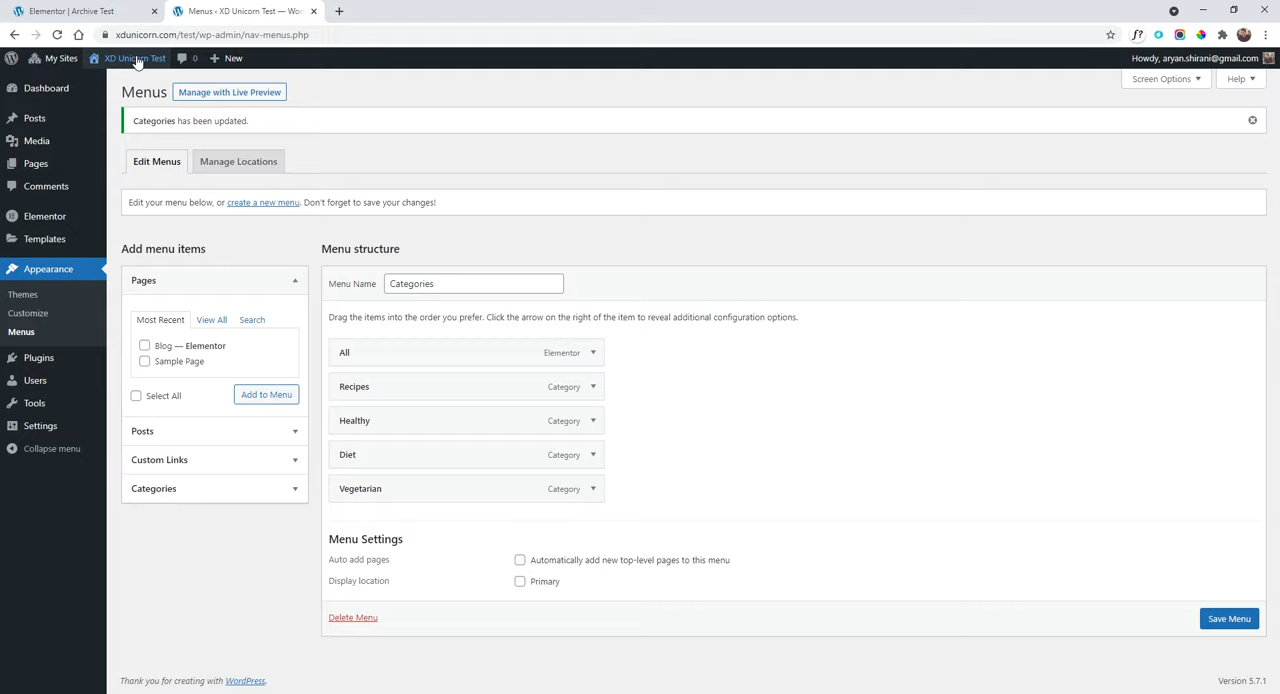 Elementor | Archive Test
Menus ‹ XD Unicorn Test — Wor
xdunicorn.com/test/wp-admin/nav-menus.php
f?
My Sites
XD Unicorn Test
0
New
Howdy, aryan.shirani@gmail.com
Dashboard
Posts
Media
Pages
Comments
Elementor
Templates
Appearance
Themes
Customize
Menus
Plugins
Users
Tools
Settings
Collapse menu
Menus
Manage with Live Preview
Screen Options
Help
Categories has been updated.
Edit Menus
Manage Locations
Edit your menu below, or create a new menu. Don't forget to save your changes!
Add menu items
Pages
Most Recent
View All
Search
Blog — Elementor
Sample Page
Select All
Add to Menu
Posts
Custom Links
Categories
Menu structure
Menu Name
Categories
Drag the items into the order you prefer. Click the arrow on the right of the item to reveal additional configuration options.
All Elementor
Recipes Category
Healthy Category
Diet Category
Vegetarian Category
Menu Settings
Auto add pages
Automatically add new top-level pages to this menu
Display location
Primary
Delete Menu
Save Menu
Thank you for creating with WordPress.
Version 5.7.1